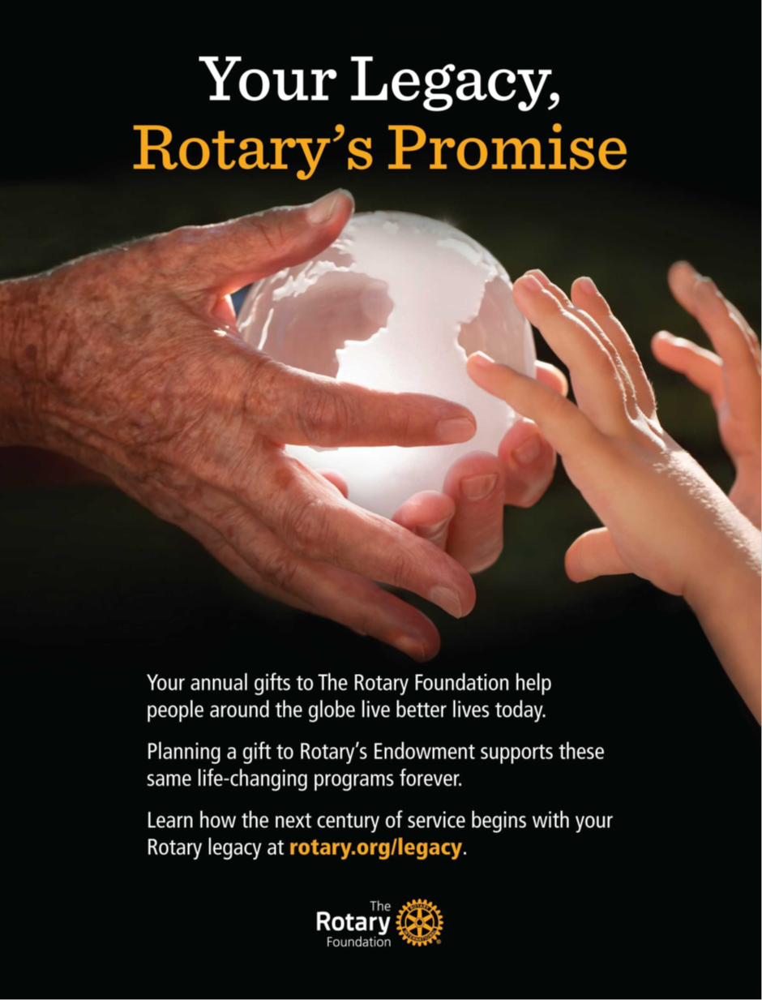 Your Legacy,
Rotary's Promise
Your annual gifts to The Rotary Foundation help
people around the globe live better lives today.
Planning a gift to Rotary's Endowment supports these
same life-changing programs forever.
Learn how the next century of service begins with your
Rotary legacy at rotary.org/legacy.
The
Rotary
Foundation
ROTARY
INTERNATIONAL
®